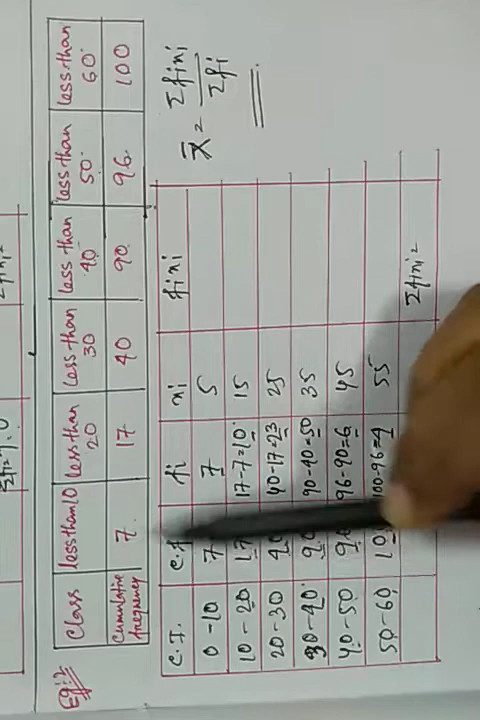 Σfi=
Σfixi=
Eg:2
Class less than 10 less than 20 less than 30 less than 40 less than 50 less than 60
Cumulative frequency 7 17 40 90 96 100
C.I. C.f fi xi fixi
0-10 7 7 5
10-20 17 17-7=10 15
20-30 40 40-17=23 25
30-40 90 90-40=50 35
40-50 96 96-90=6 45
50-60 100-96=4 55
Σfixi=
x̄ = Σfixi / Σfi